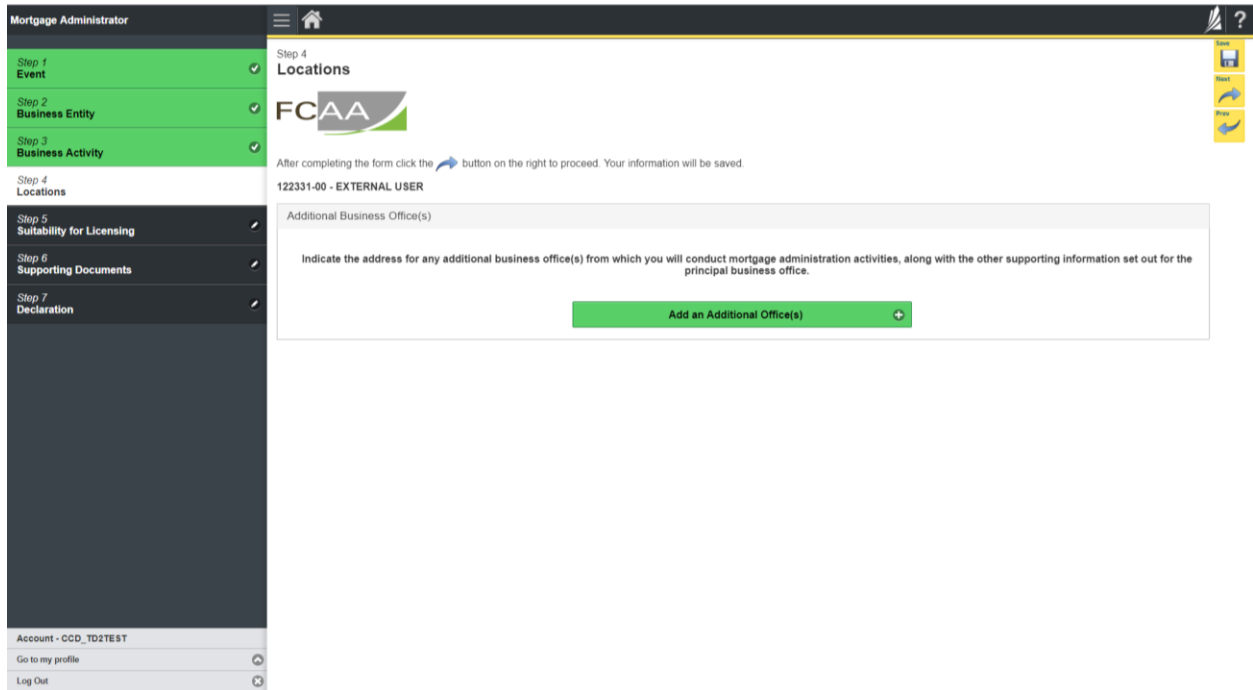 Mortgage Administrator
?
Step 1
Event
Step 2
Business Entity
Step 3
Business Activity
Step 4
Locations
Step 5
Suitability for Licensing
Step 6
Supporting Documents
Step 7
Declaration
Account - CCD_TD2TEST
Go to my profile
Log Out
Step 4
Locations
FCAA
After completing the form click the button on the right to proceed. Your information will be saved.
122331-00 - EXTERNAL USER
Additional Business Office(s)
Indicate the address for any additional business office(s) from which you will conduct mortgage administration activities, along with the other supporting information set out for the
principal business office.
Add an Additional Office(s)
Save
Next
Prev